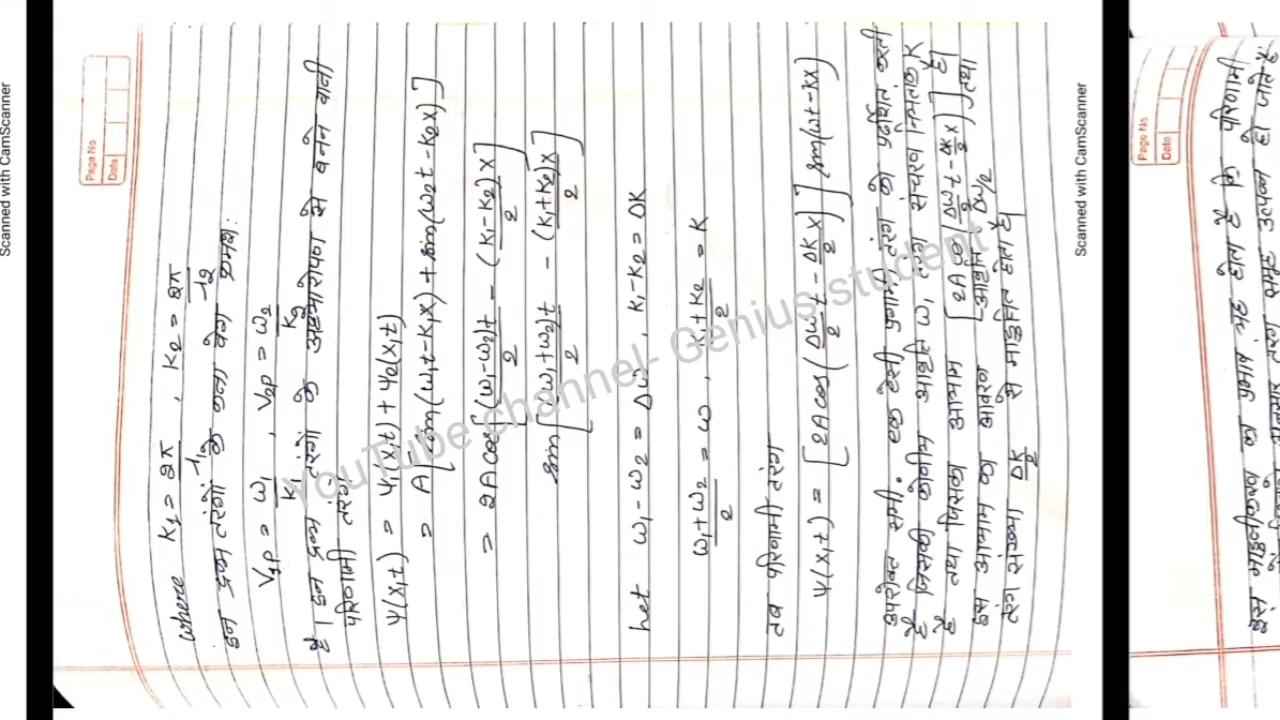 Scanned with CamScanner
Page No
Date
where K1 = 2π/λ1 , K2 = 2π/λ2
इन द्रव्य तरंगों के कला वेग क्रमश:
V1p = ω1/K1 , V2p = ω2/K2
है। इन द्रव्य तरंगों के अध्यारोपण से बनने वाली
परिणामी तरंग
Ψ(x,t) = Ψ1(x,t) + Ψ2(x,t)
= A[sin(ω1t-K1x) + sin(ω2t-K2x)]
= 2A cos[(ω1-ω2)t/2 - (K1-K2)x/2]
sin[(ω1+ω2)t/2 - (K1+K2)x/2]
Let ω1-ω2 = Δω , K1-K2 = ΔK
ω1+ω2/2 = ω , K1+K2/2 = K
तब परिणामी तरंग
Ψ(x,t) = [2A cos(Δω/2 t - ΔK/2 x)] sin(ωt-Kx)
उपरोक्त समी. एक ऐसी प्रगामी तरंग को प्रदर्शित करती
है जिसकी कोणीय आवृत्ति ω, तथा संचरण नियतांक K
है तथा जिसका आयाम [2A cos(Δω/2 t - ΔK/2 x)] है
इस आयाम का आवरण आवृत्ति Δω/2 तथा
तरंग संख्या ΔK/2 से माडुलित होता है
YouTube channel- Genius student
Scanned with CamScanner
Page No
Date
परिणामी